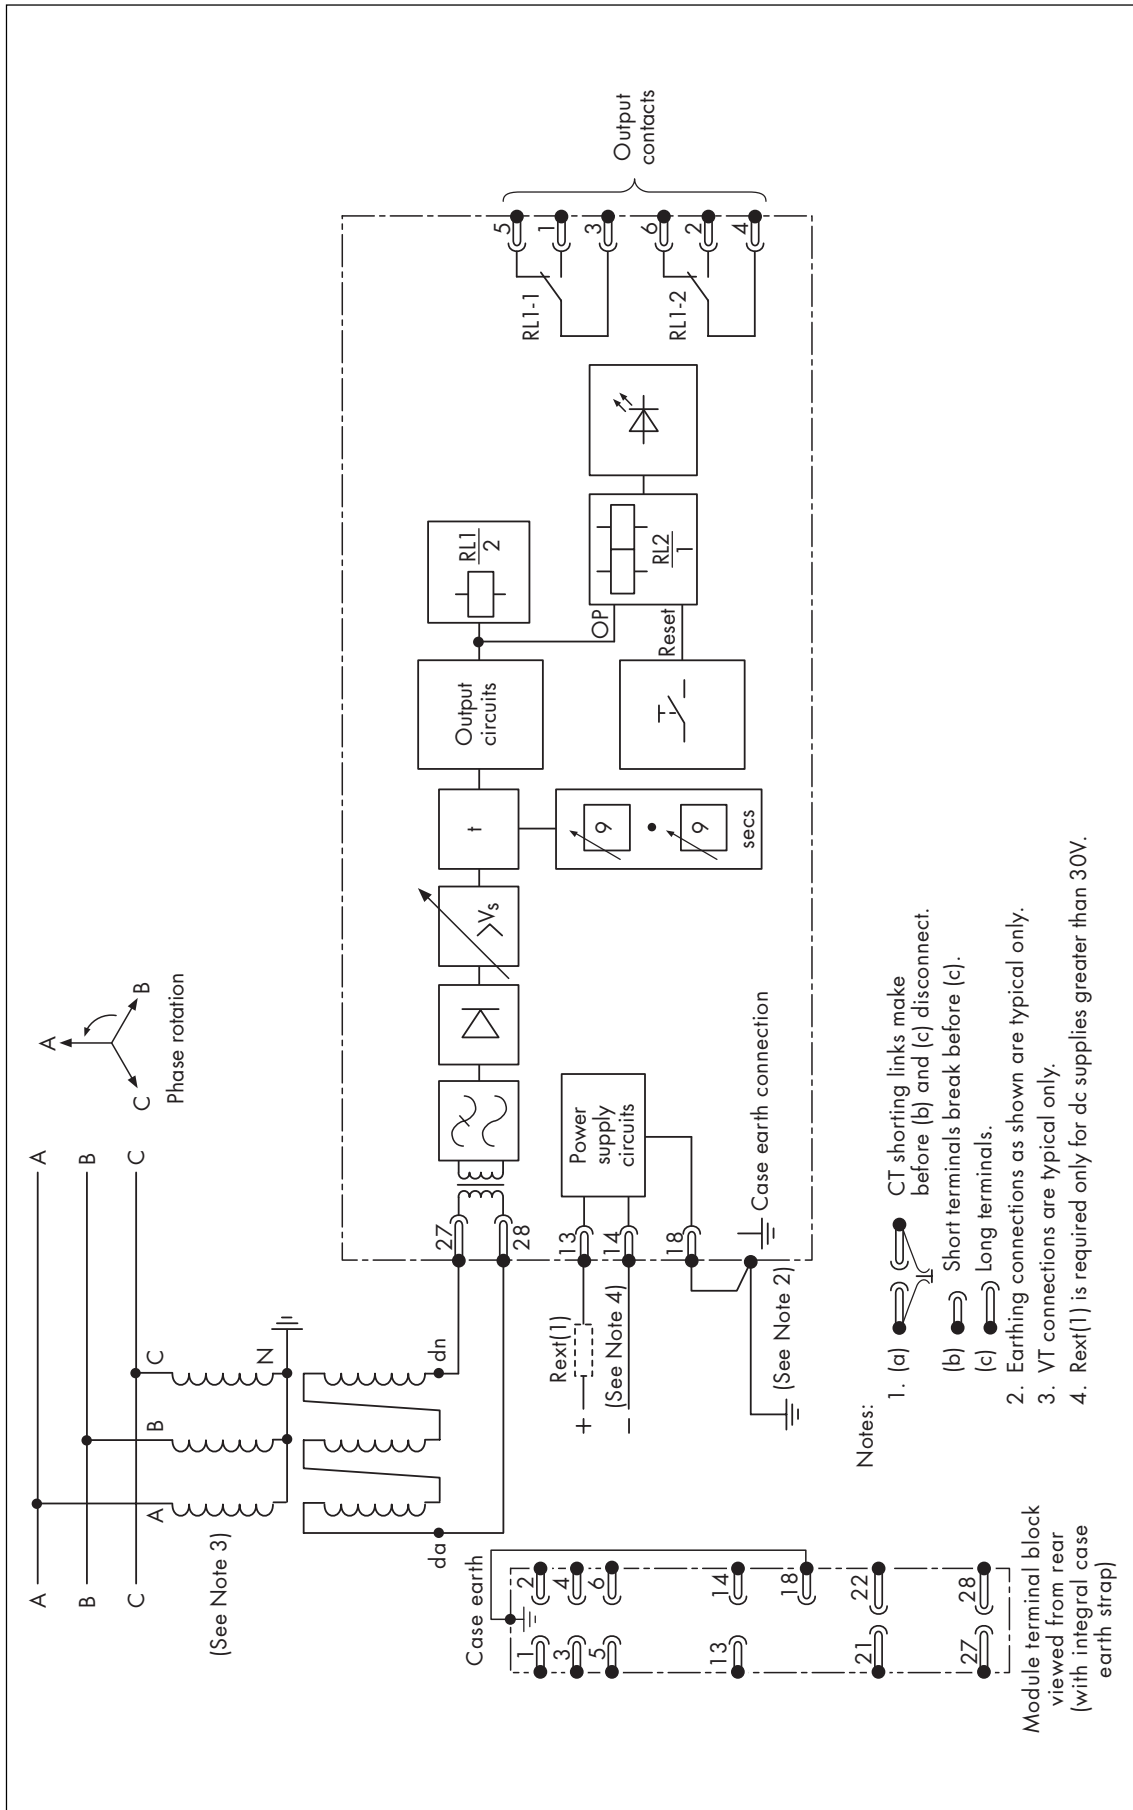 A
B
C
A
B
C
A
B
C
Phase rotation
A
B
C
N
(See Note 3)
da
dn
27
28
t
>Vs
9
9
secs
Output
circuits
RL1
2
OP
Reset
RL2
1
RL1-1
5
1
3
RL1-2
6
2
4
Output
contacts
Rext(1)
+
–
(See Note 4)
13
14
18
Power
supply
circuits
(See Note 2)
Case earth connection
Case earth
1
2
3
4
5
6
13
14
18
21
22
27
28
Module terminal block
viewed from rear
(with integral case
earth strap)
Notes:
1. (a) CT shorting links make
before (b) and (c) disconnect.
(b) Short terminals break before (c).
(c) Long terminals.
2. Earthing connections as shown are typical only.
3. VT connections are typical only.
4. Rext(1) is required only for dc supplies greater than 30V.